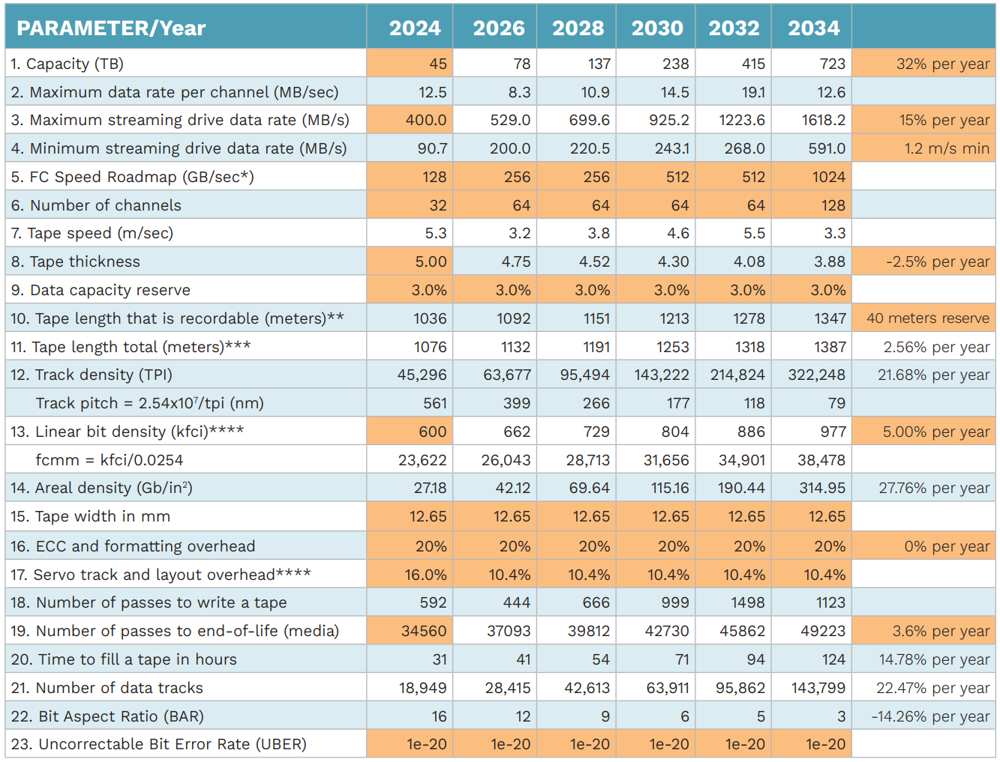 PARAMETER/Year 2024 2026 2028 2030 2032 2034
1. Capacity (TB) 45 78 137 238 415 723 32% per year
2. Maximum data rate per channel (MB/sec) 12.5 8.3 10.9 14.5 19.1 12.6
3. Maximum streaming drive data rate (MB/s) 400.0 529.0 699.6 925.2 1223.6 1618.2 15% per year
4. Minimum streaming drive data rate (MB/s) 90.7 200.0 220.5 243.1 268.0 591.0 1.2 m/s min
5. FC Speed Roadmap (GB/sec*) 128 256 256 512 512 1024
6. Number of channels 32 64 64 64 64 128
7. Tape speed (m/sec) 5.3 3.2 3.8 4.6 5.5 3.3
8. Tape thickness 5.00 4.75 4.52 4.30 4.08 3.88 -2.5% per year
9. Data capacity reserve 3.0% 3.0% 3.0% 3.0% 3.0% 3.0%
10. Tape length that is recordable (meters)** 1036 1092 1151 1213 1278 1347 40 meters reserve
11. Tape length total (meters)*** 1076 1132 1191 1253 1318 1387 2.56% per year
12. Track density (TPI) 45,296 63,677 95,494 143,222 214,824 322,248 21.68% per year
Track pitch = 2.54x10⁷/tpi (nm) 561 399 266 177 118 79
13. Linear bit density (kfci)**** 600 662 729 804 886 977 5.00% per year
fcmm = kfci/0.0254 23,622 26,043 28,713 31,656 34,901 38,478
14. Areal density (Gb/in²) 27.18 42.12 69.64 115.16 190.44 314.95 27.76% per year
15. Tape width in mm 12.65 12.65 12.65 12.65 12.65 12.65
16. ECC and formatting overhead 20% 20% 20% 20% 20% 20% 0% per year
17. Servo track and layout overhead**** 16.0% 10.4% 10.4% 10.4% 10.4% 10.4%
18. Number of passes to write a tape 592 444 666 999 1498 1123
19. Number of passes to end-of-life (media) 34560 37093 39812 42730 45862 49223 3.6% per year
20. Time to fill a tape in hours 31 41 54 71 94 124 14.78% per year
21. Number of data tracks 18,949 28,415 42,613 63,911 95,862 143,799 22.47% per year
22. Bit Aspect Ratio (BAR) 16 12 9 6 5 3 -14.26% per year
23. Uncorrectable Bit Error Rate (UBER) 1e-20 1e-20 1e-20 1e-20 1e-20 1e-20